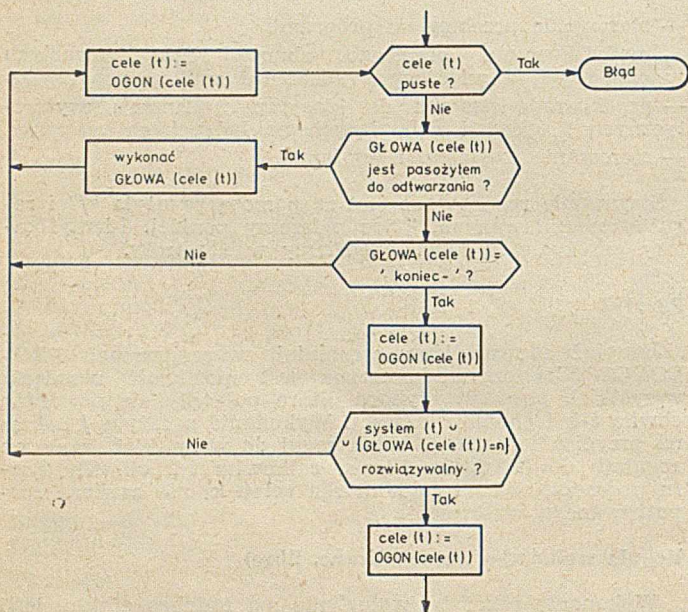 cele (t) :=
OGON (cele (t))
cele (t)
puste ?
Tak
Błąd
Nie
wykonać
GŁOWA (cele (t))
Tak
GŁOWA (cele (t))
jest pasożytem
do odtwarzania ?
Nie
Nie
GŁOWA (cele (t)) =
' koniec - ' ?
Tak
cele (t) :=
OGON (cele (t))
Nie
system (t) ∪
∪ {GŁOWA (cele (t)) = n}
rozwiązywalny ?
Tak
cele (t) :=
OGON (cele (t))